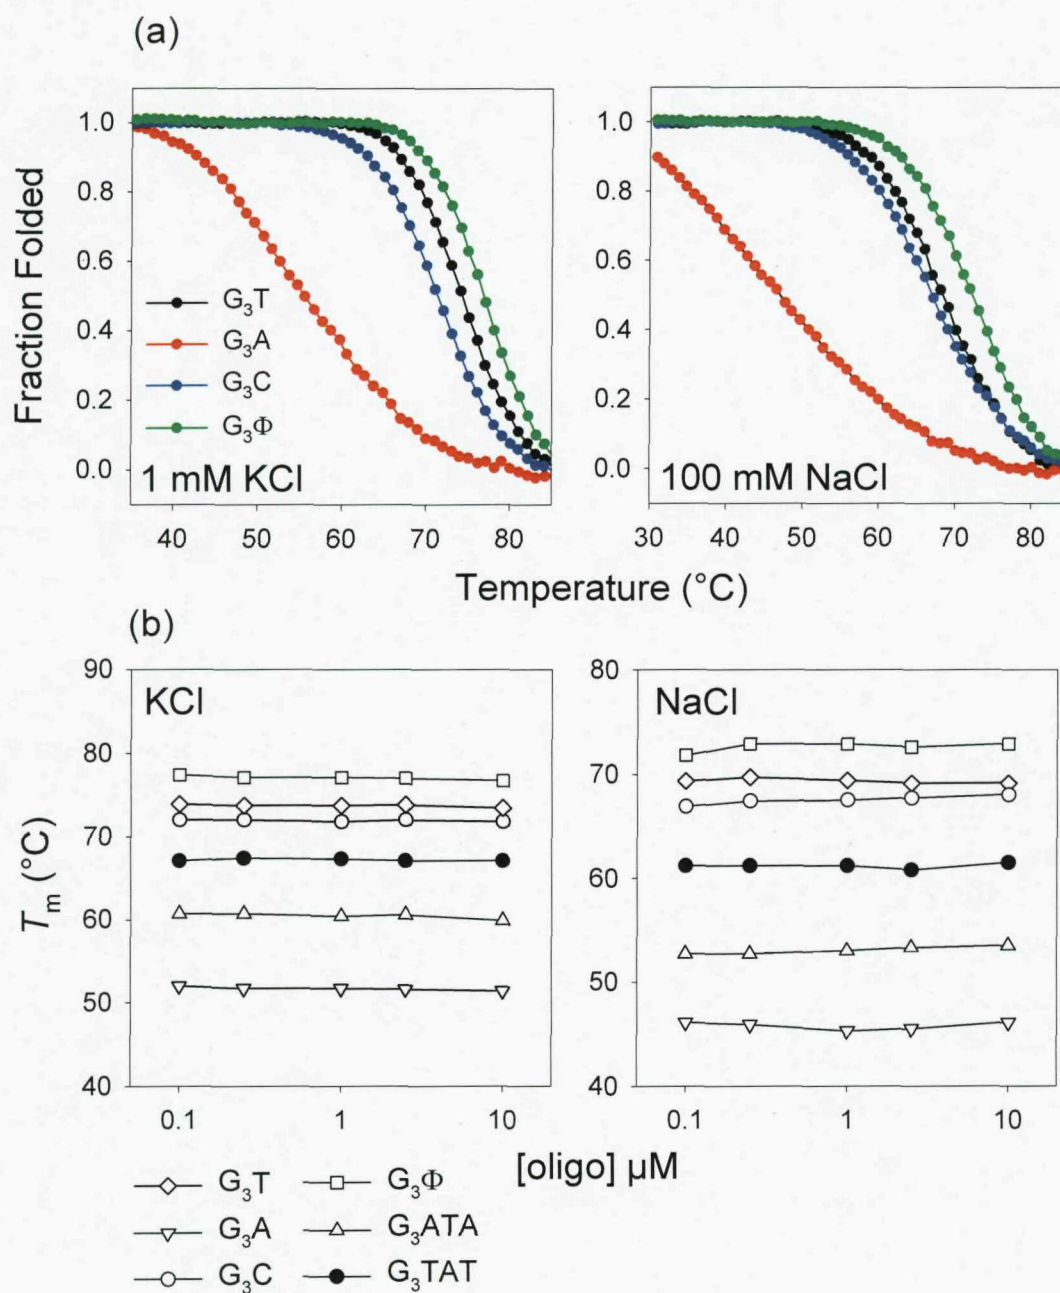 (a)
Fraction Folded
1.0
0.8
0.6
0.4
0.2
0.0
G3T
G3A
G3C
G3Φ
1 mM KCl
40 50 60 70 80
1.0
0.8
0.6
0.4
0.2
0.0
100 mM NaCl
30 40 50 60 70 80
Temperature (°C)
(b)
Tm (°C)
90
80
70
60
50
40
KCl
0.1 1 10
80
70
60
50
40
NaCl
0.1 1 10
[oligo] µM
G3T G3Φ
G3A G3ATA
G3C G3TAT